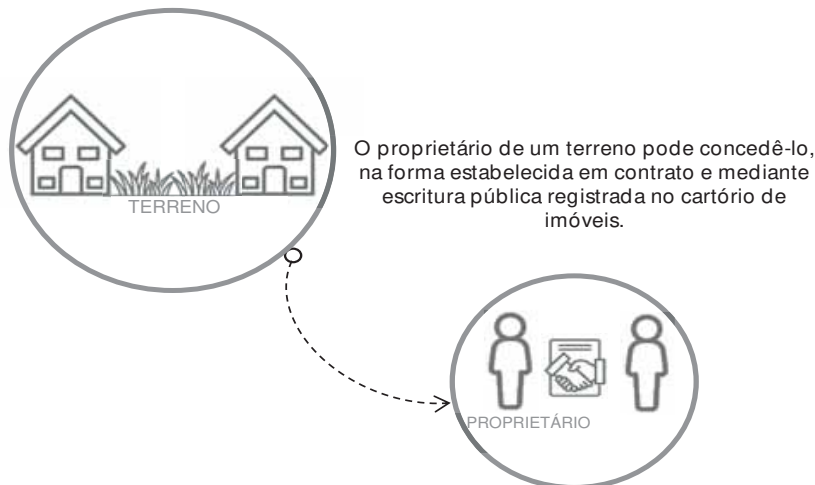 O proprietário de um terreno pode concedê-lo,
na forma estabelecida em contrato e mediante
escritura pública registrada no cartório de
imóveis.
TERRENO
PROPRIETÁRIO